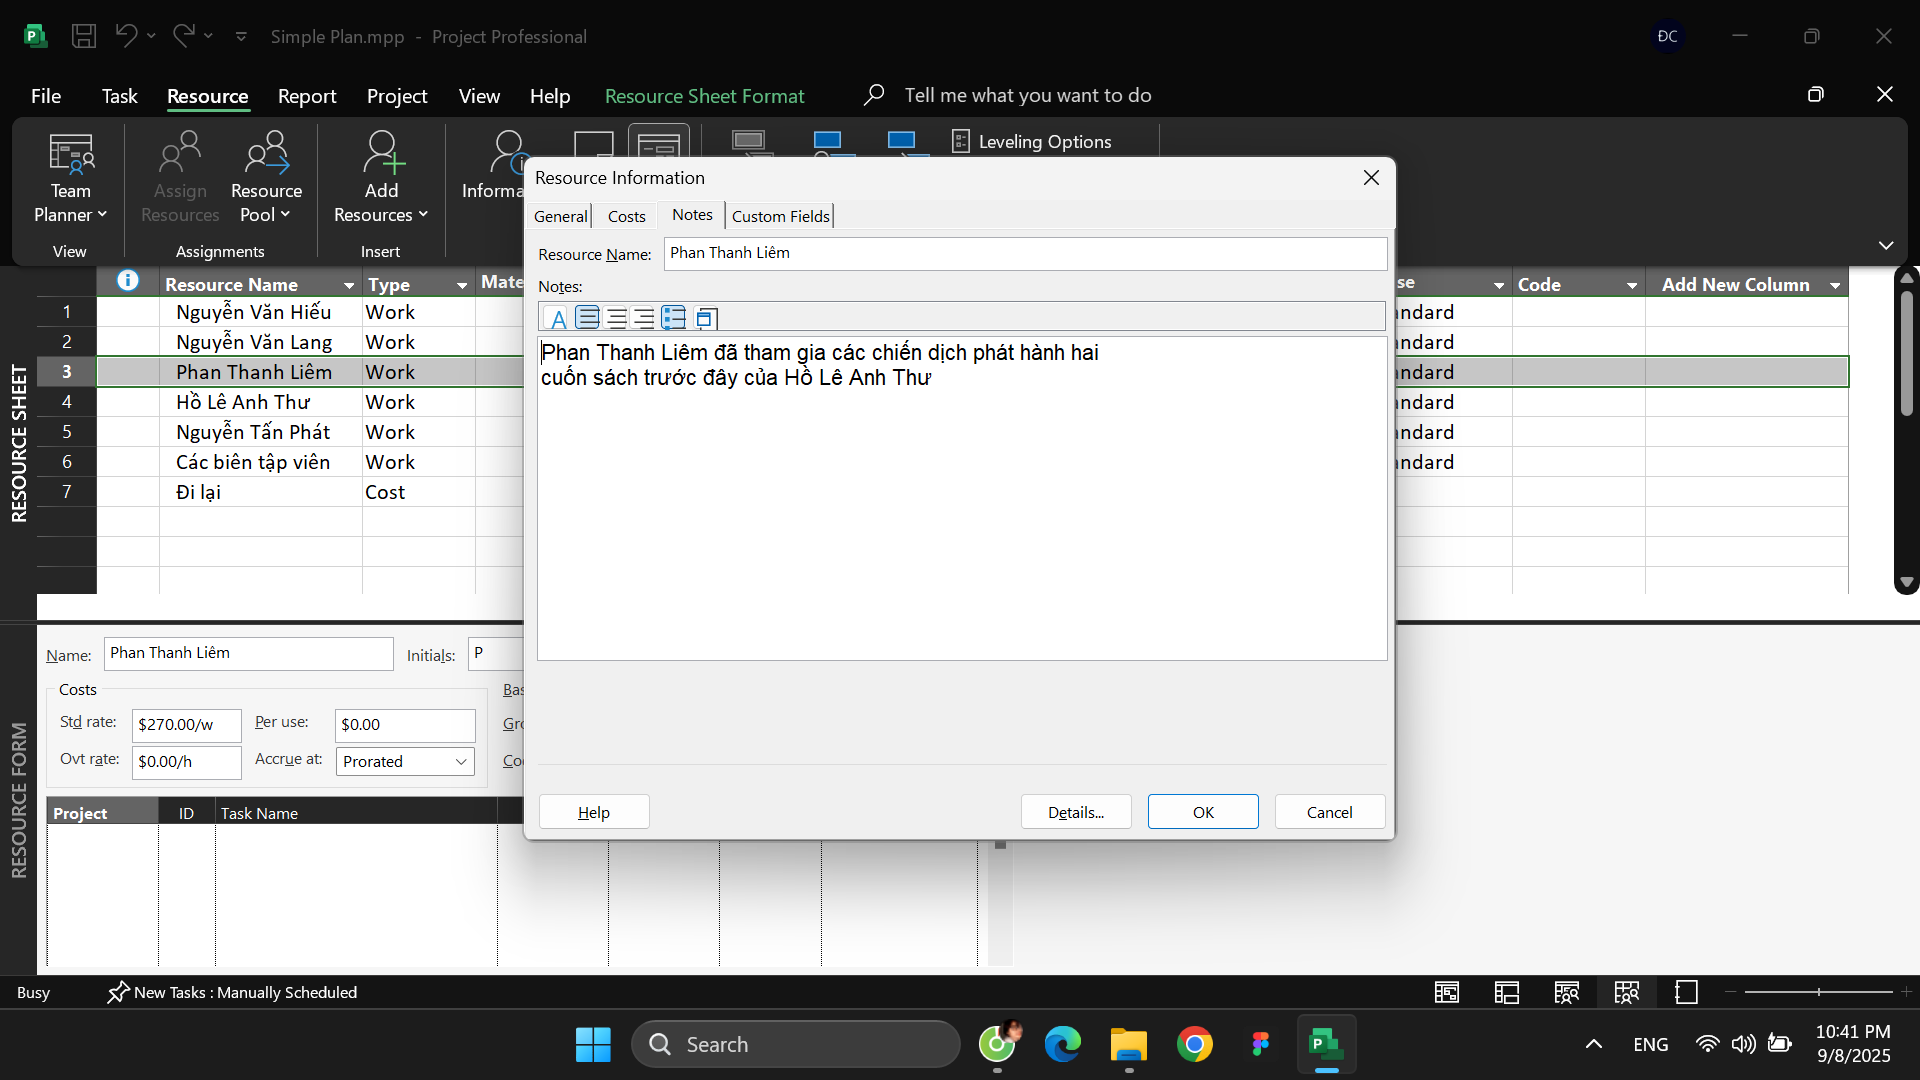 Simple Plan.mpp - Project Professional
ĐC
File Task Resource Report Project View Help Resource Sheet Format Tell me what you want to do
Team Planner
Assign Resources
Resource Pool
Add Resources
Informa
Leveling Options
View Assignments Insert
Resource Information
General Costs Notes Custom Fields
Resource Name: Phan Thanh Liêm
Notes:
Phan Thanh Liêm đã tham gia các chiến dịch phát hành hai
cuốn sách trước đây của Hồ Lê Anh Thư
Help Details... OK Cancel
RESOURCE SHEET
Resource Name Type Mate se Code Add New Column
1 Nguyễn Văn Hiếu Work ndard
2 Nguyễn Văn Lang Work ndard
3 Phan Thanh Liêm Work ndard
4 Hồ Lê Anh Thư Work ndard
5 Nguyễn Tấn Phát Work ndard
6 Các biên tập viên Work ndard
7 Đi lại Cost
RESOURCE FORM
Name: Phan Thanh Liêm Initials: P
Costs Bas
Std rate: $270.00/w Per use: $0.00 Gro
Ovt rate: $0.00/h Accrue at: Prorated Co
Project ID Task Name
Busy New Tasks : Manually Scheduled
Search
ENG
10:41 PM
9/8/2025